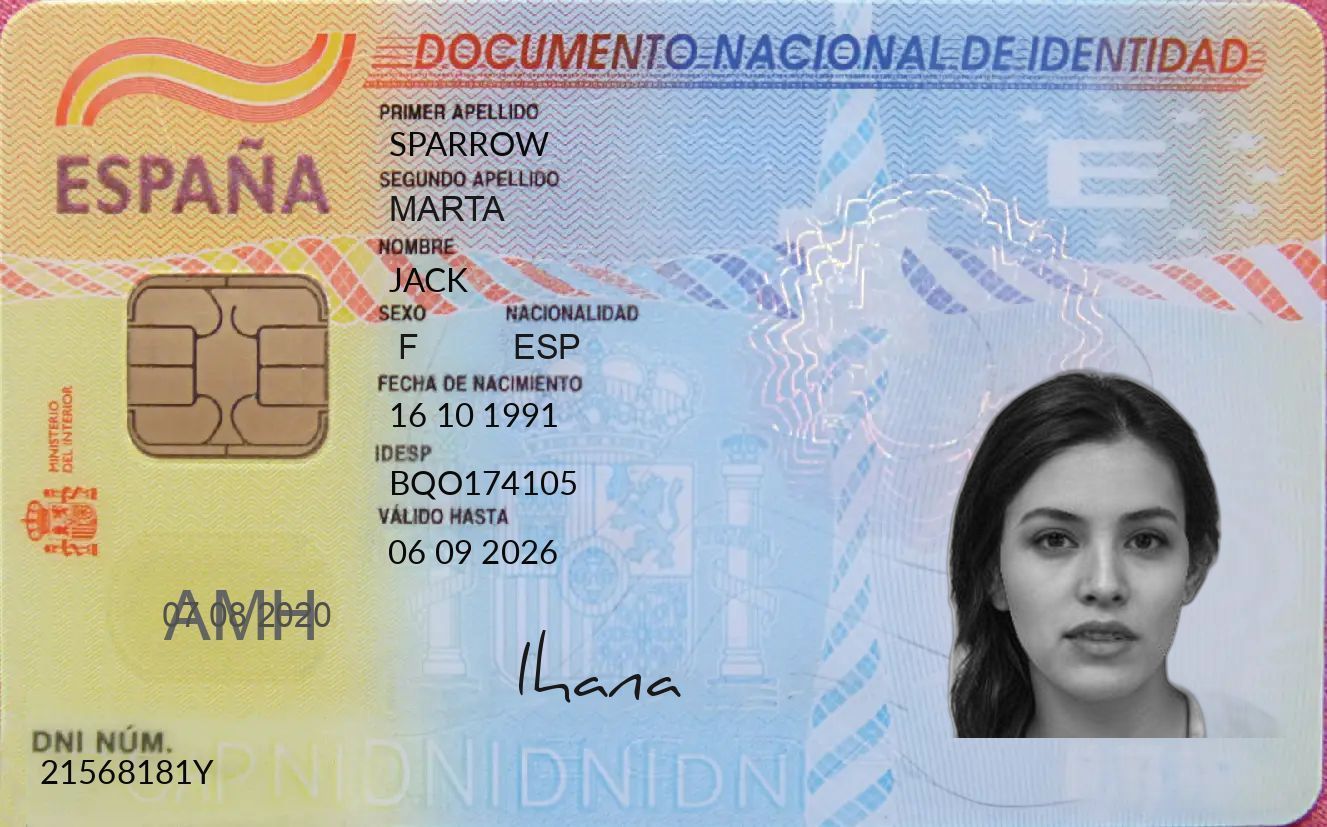 DOCUMENTO NACIONAL DE IDENTIDAD
ESPAÑA
PRIMER APELLIDO
SPARROW
SEGUNDO APELLIDO
MARTA
NOMBRE
JACK
SEXO NACIONALIDAD
F ESP
FECHA DE NACIMIENTO
16 10 1991
IDESP
BQO174105
VÁLIDO HASTA
06 09 2026
MINISTERIO
DEL INTERIOR
E
AMH
07 08 2020
Ihana
DNI NÚM.
21568181Y
DNIDNIDNIDN